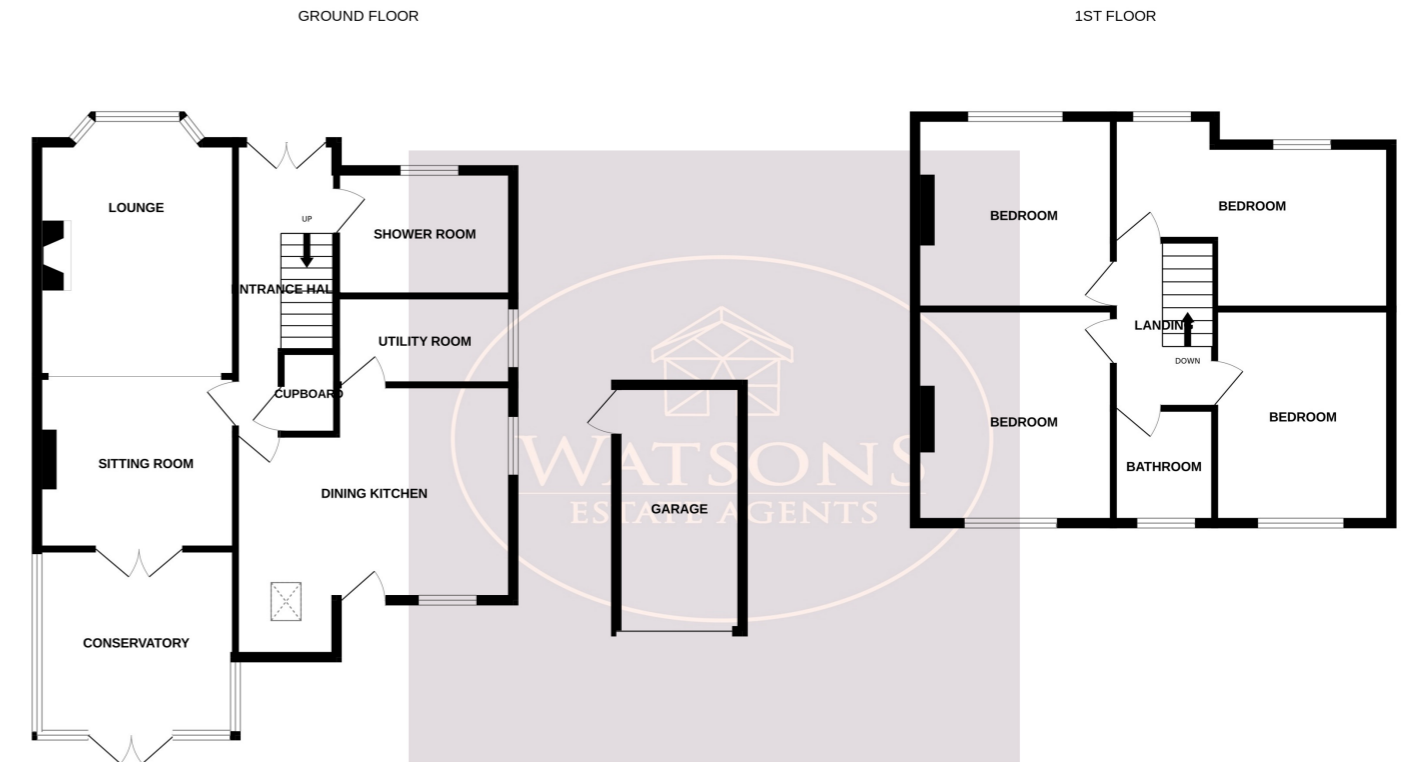 GROUND FLOOR
1ST FLOOR
LOUNGE
UP
SHOWER ROOM
ENTRANCE HALL
UTILITY ROOM
CUPBOARD
SITTING ROOM
DINING KITCHEN
CONSERVATORY
WATSONS
ESTATE AGENTS
GARAGE
BEDROOM
BEDROOM
LANDING
DOWN
BEDROOM
BEDROOM
BATHROOM